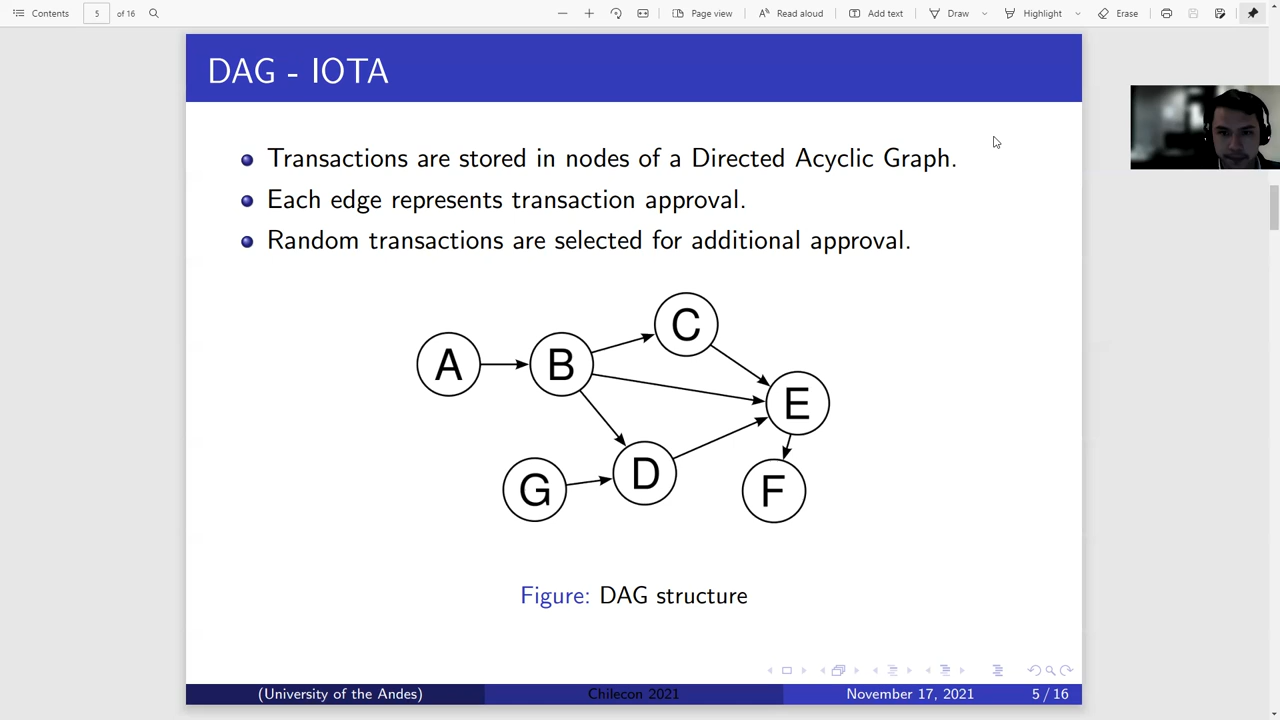 Contents 5 of 16 Page view Read aloud Add text Draw Highlight Erase
DAG - IOTA
Transactions are stored in nodes of a Directed Acyclic Graph.
Each edge represents transaction approval.
Random transactions are selected for additional approval.
C
A B
E
G D F
Figure: DAG structure
(University of the Andes) Chilecon 2021 November 17, 2021 5 / 16